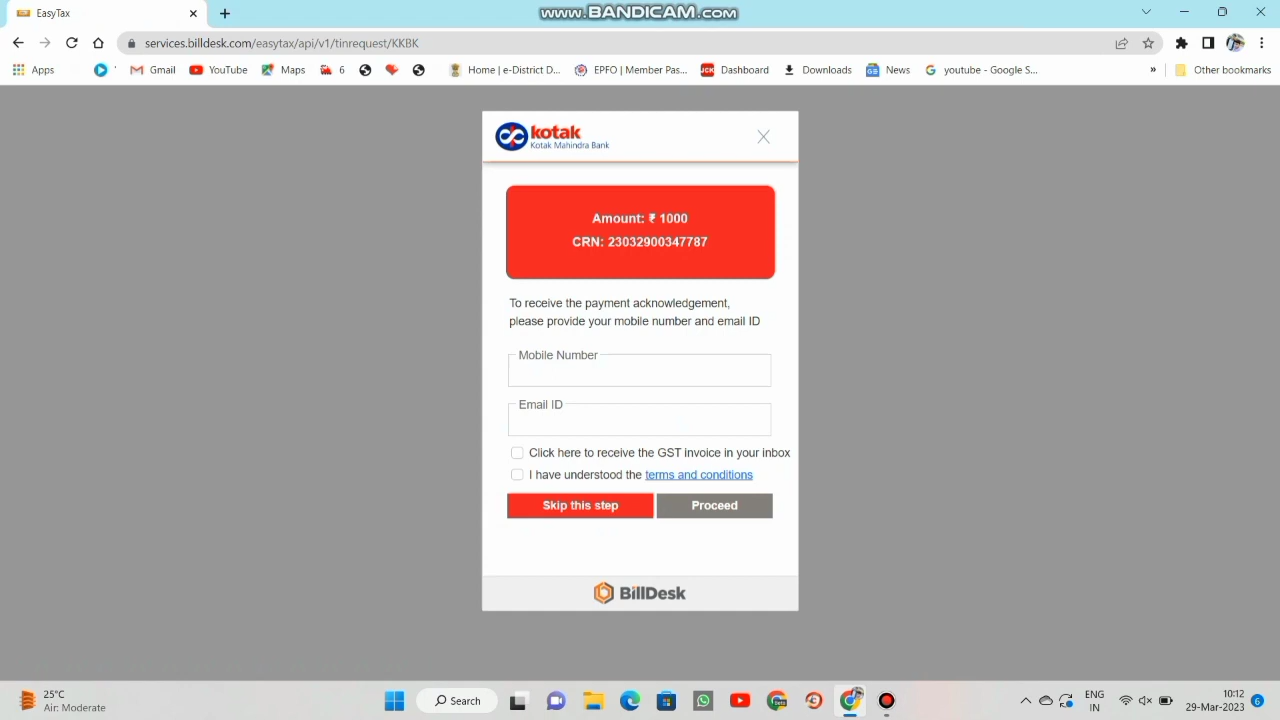 www.BANDICAM.com
EasyTax
services.billdesk.com/easytax/api/v1/tinrequest/KKBK
Apps
Gmail
YouTube
Maps
6
Home | e-District D...
EPFO | Member Pas...
JCK
Dashboard
Downloads
News
youtube - Google S...
»
Other bookmarks
kotak
Kotak Mahindra Bank
Amount: ₹ 1000
CRN: 23032900347787
To receive the payment acknowledgement,
please provide your mobile number and email ID
Mobile Number
Email ID
Click here to receive the GST invoice in your inbox
I have understood the terms and conditions
Skip this step
Proceed
BillDesk
25°C
Air: Moderate
Search
ENG
IN
10:12
29-Mar-2023
6